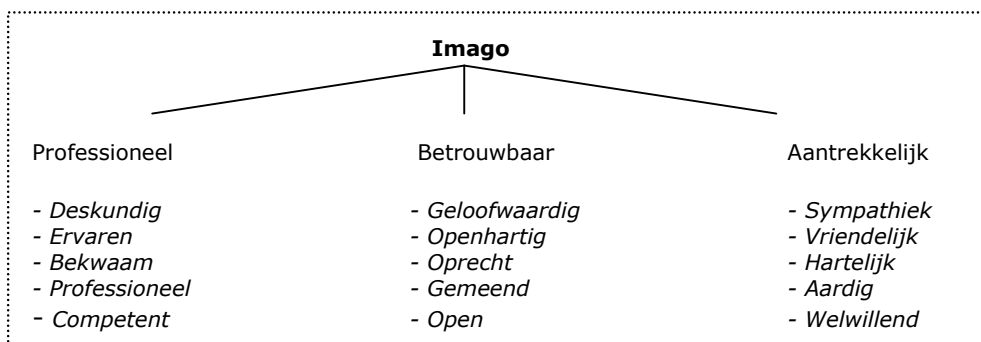 Imago
Professioneel Betrouwbaar Aantrekkelijk
- Deskundig - Geloofwaardig - Sympathiek
- Ervaren - Openhartig - Vriendelijk
- Bekwaam - Oprecht - Hartelijk
- Professioneel - Gemeend - Aardig
- Competent - Open - Welwillend